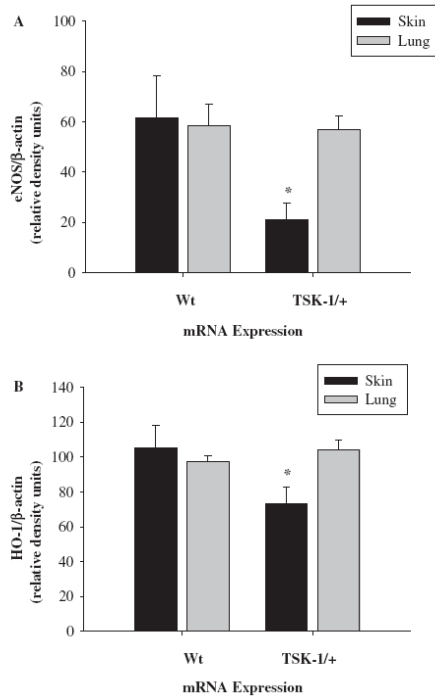 A
Skin
Lung
100
80
60
40
20
0
eNOS/β-actin
(relative density units)
*
Wt
TSK-1/+
mRNA Expression
B
Skin
Lung
140
120
100
80
60
40
20
0
HO-1/β-actin
(relative density units)
*
Wt
TSK-1/+
mRNA Expression